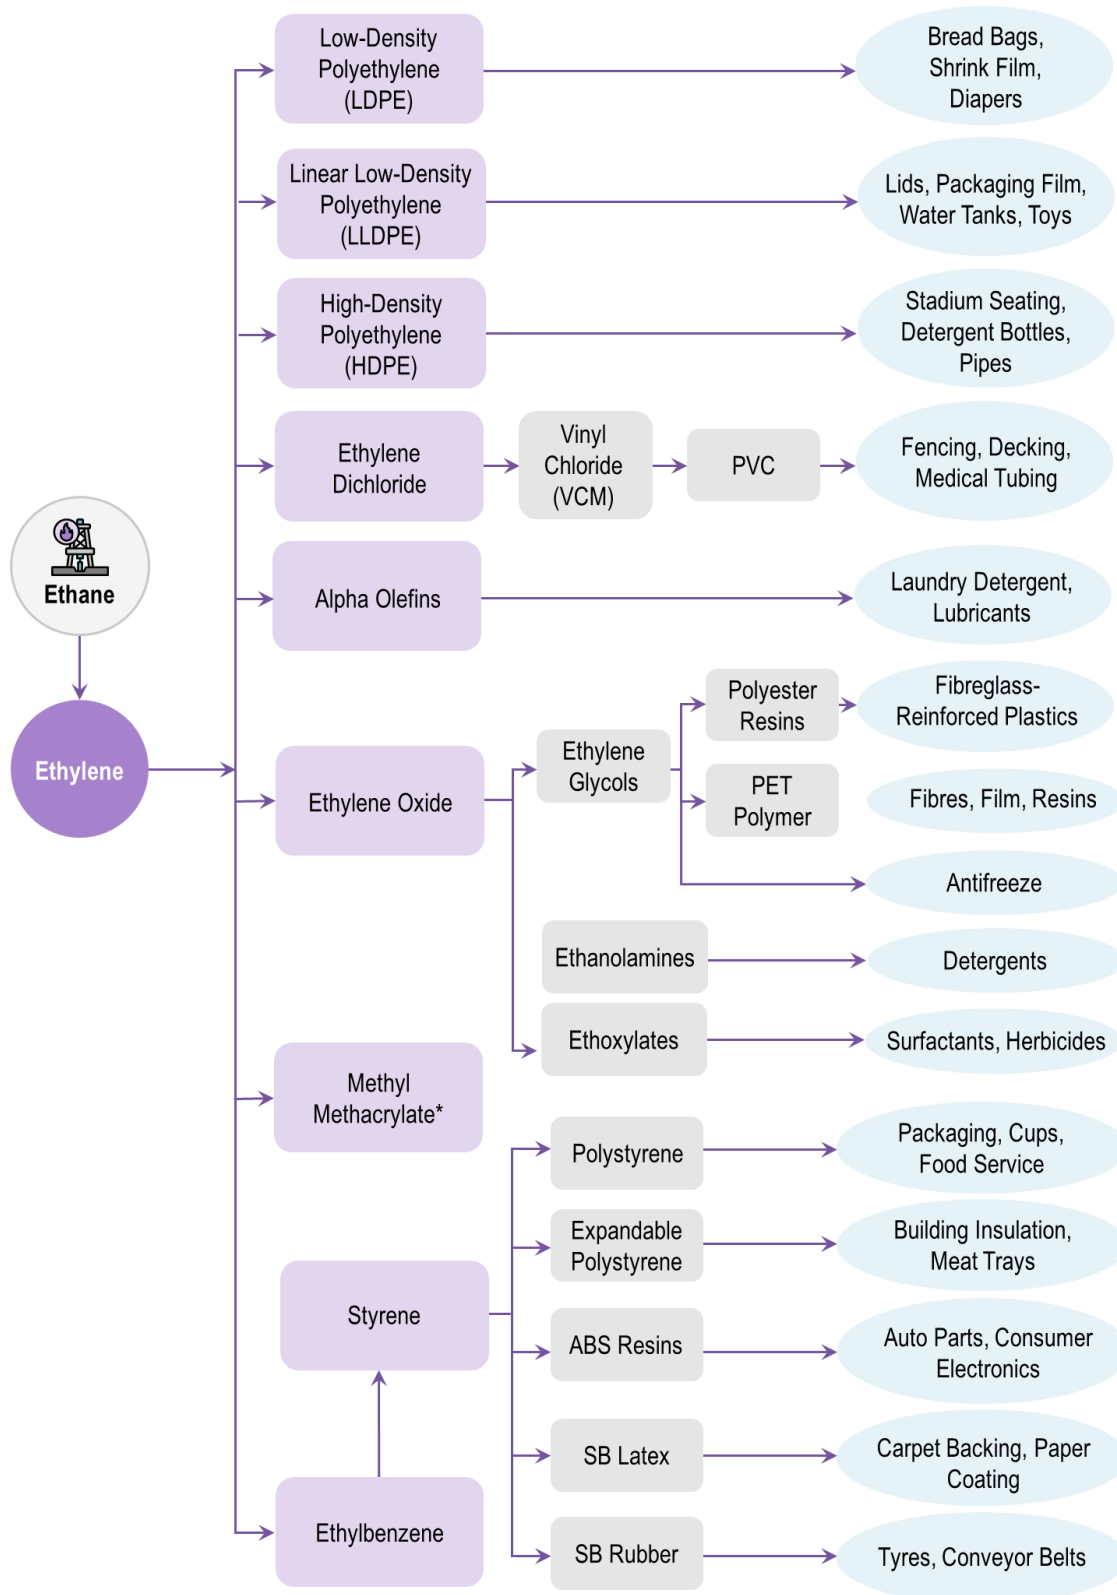 Low-Density
Polyethylene
(LDPE)
Bread Bags,
Shrink Film,
Diapers
Linear Low-Density
Polyethylene
(LLDPE)
Lids, Packaging Film,
Water Tanks, Toys
High-Density
Polyethylene
(HDPE)
Stadium Seating,
Detergent Bottles,
Pipes
Ethylene
Dichloride
Vinyl
Chloride
(VCM)
PVC
Fencing, Decking,
Medical Tubing
Ethane
Alpha Olefins
Laundry Detergent,
Lubricants
Ethylene
Ethylene Oxide
Ethylene
Glycols
Polyester
Resins
Fibreglass-
Reinforced Plastics
PET
Polymer
Fibres, Film, Resins
Antifreeze
Ethanolamines
Detergents
Ethoxylates
Surfactants, Herbicides
Methyl
Methacrylate*
Styrene
Polystyrene
Packaging, Cups,
Food Service
Expandable
Polystyrene
Building Insulation,
Meat Trays
ABS Resins
Auto Parts, Consumer
Electronics
SB Latex
Carpet Backing, Paper
Coating
Ethylbenzene
SB Rubber
Tyres, Conveyor Belts